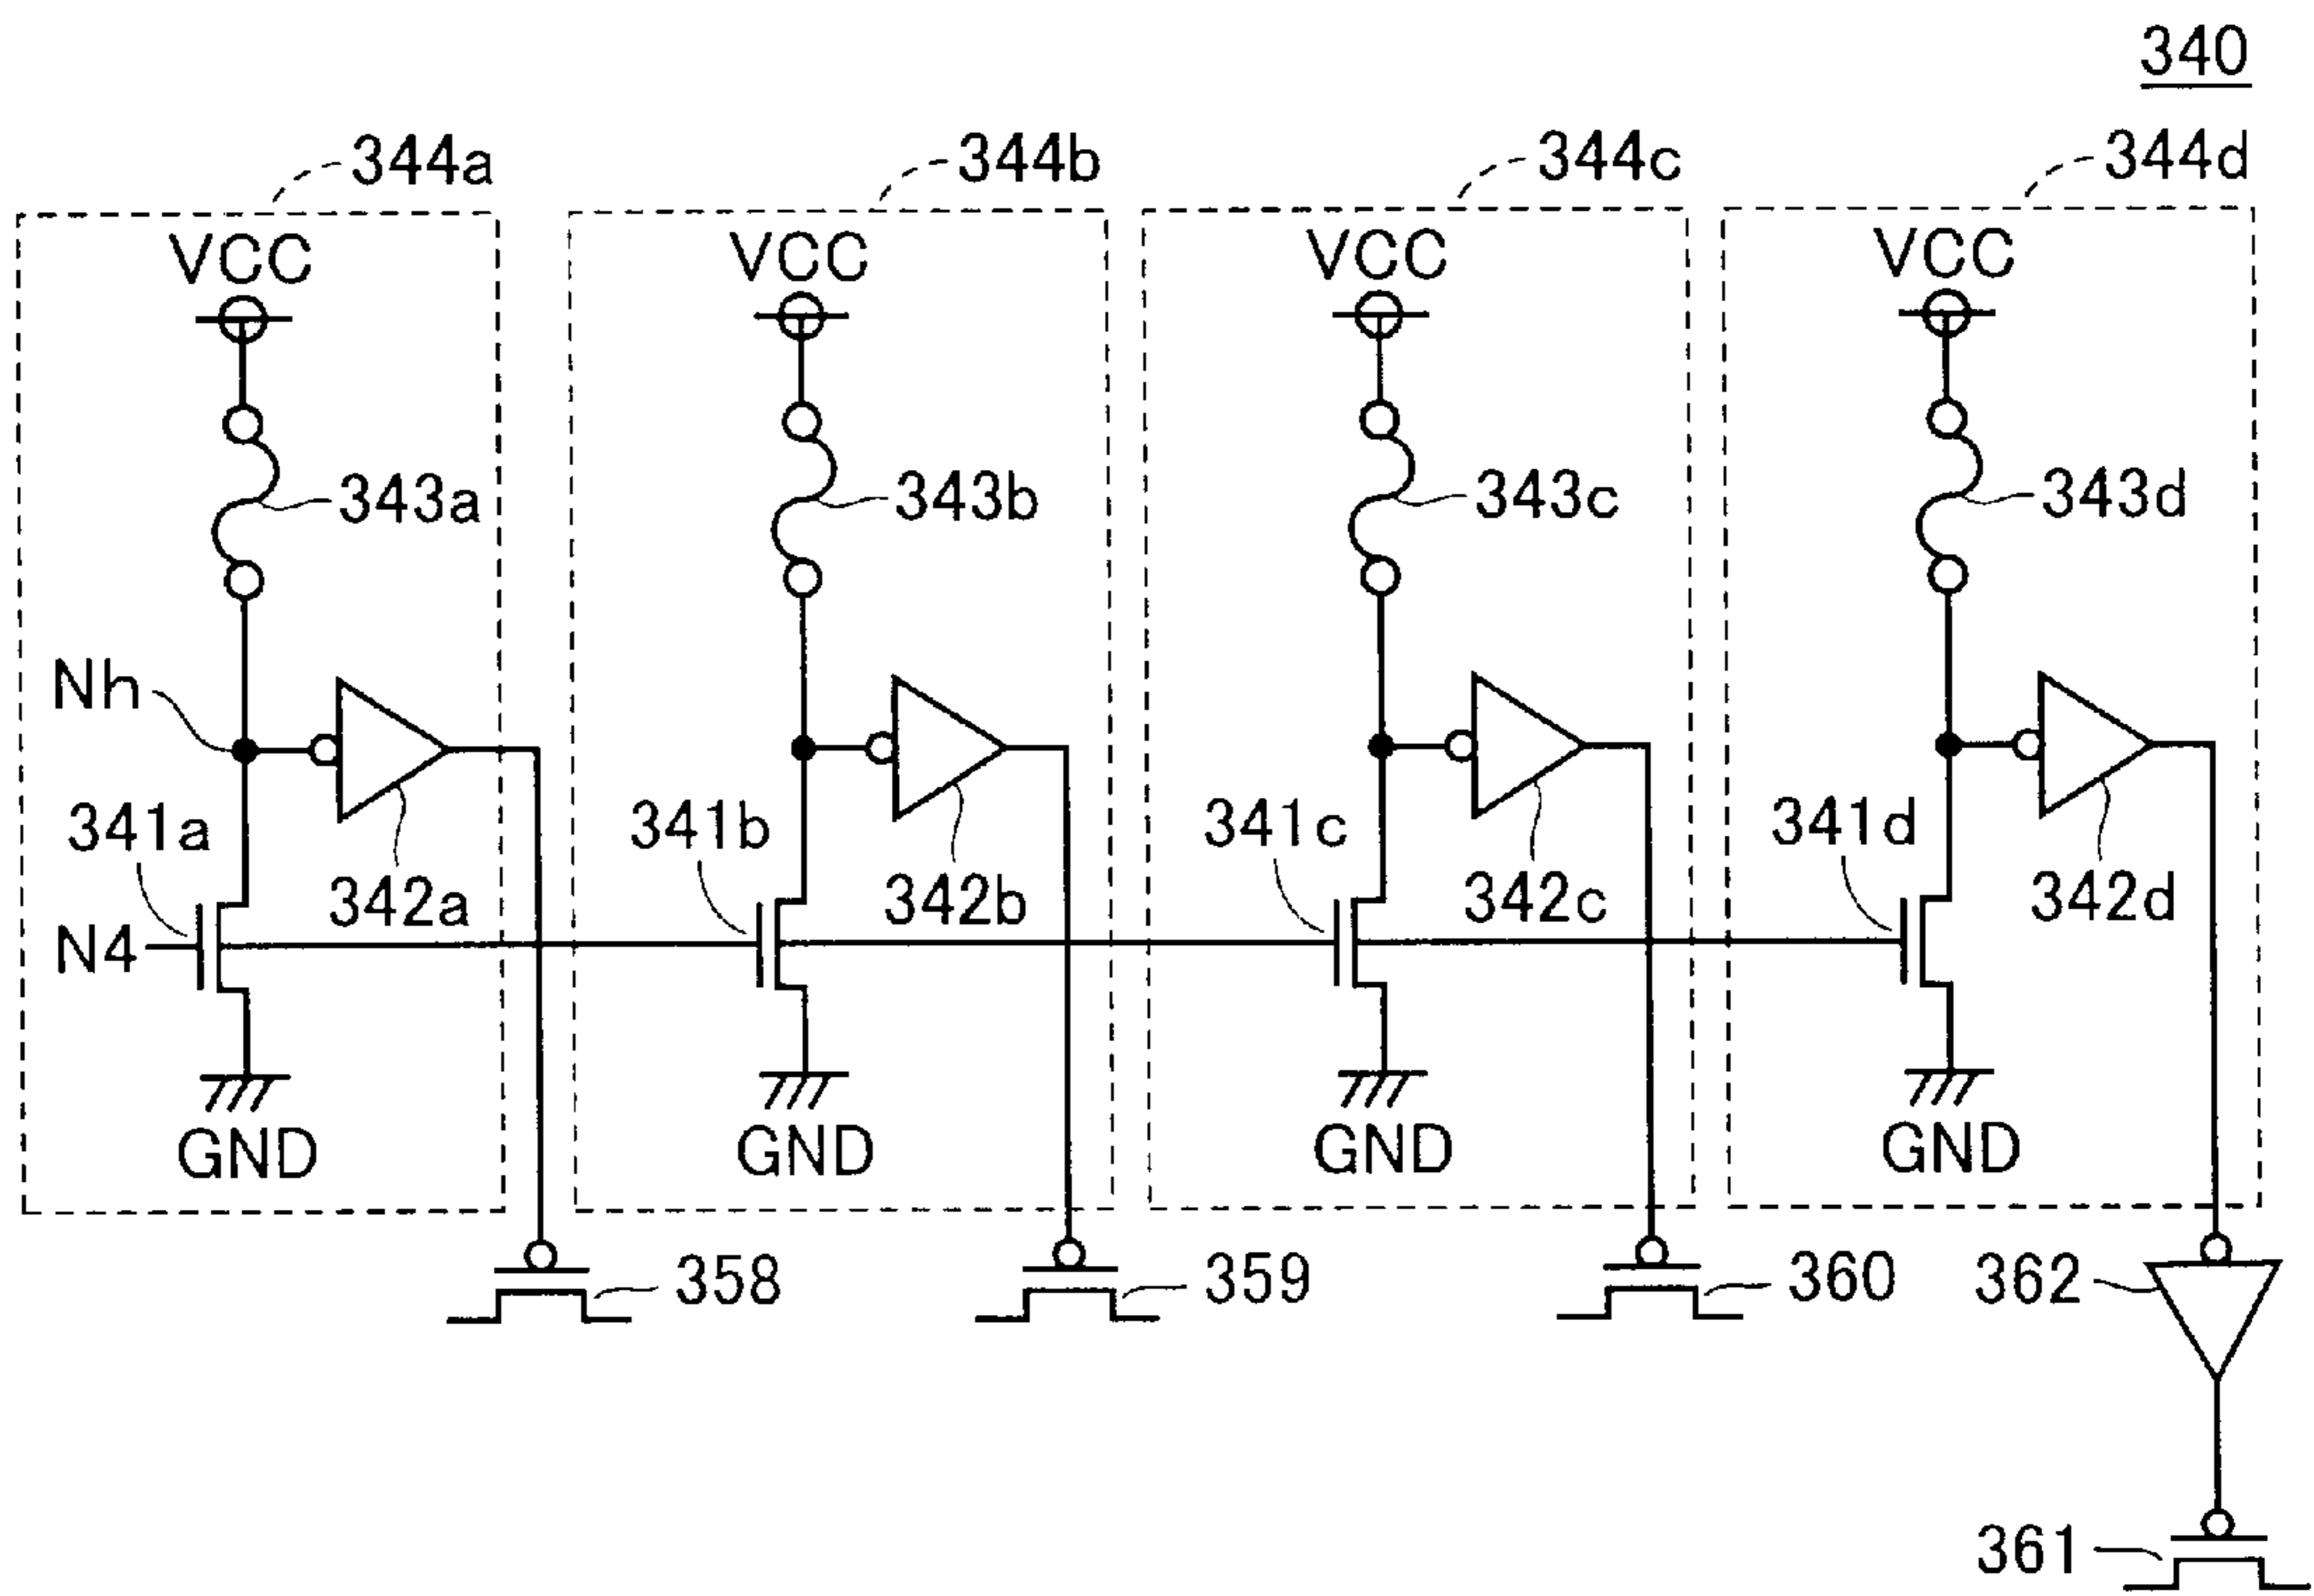 340
344a 344b 344c 344d
VCC VCC VCC VCC
343a 343b 343c 343d
Nh
341a 341b 341c 341d
342a 342b 342c 342d
N4
GND GND GND GND
358 359 360 362
361